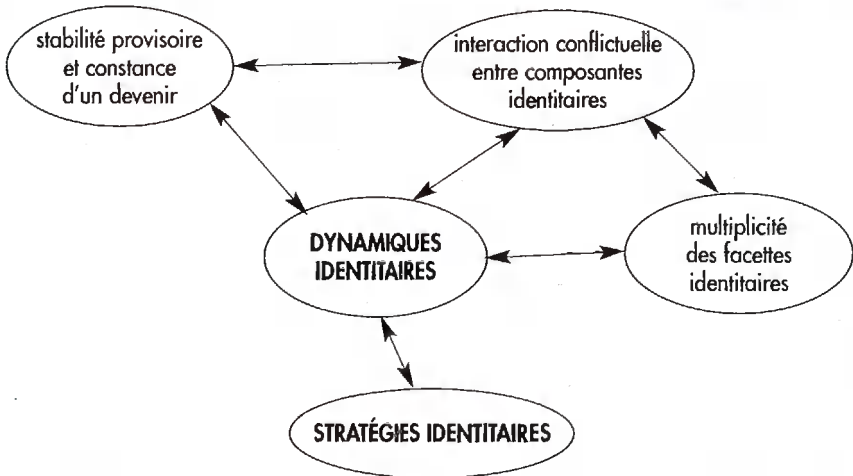 stabilité provisoire
et constance
d'un devenir
interaction conflictuelle
entre composantes
identitaires
DYNAMIQUES
IDENTITAIRES
multiplicité
des facettes
identitaires
STRATÉGIES IDENTITAIRES